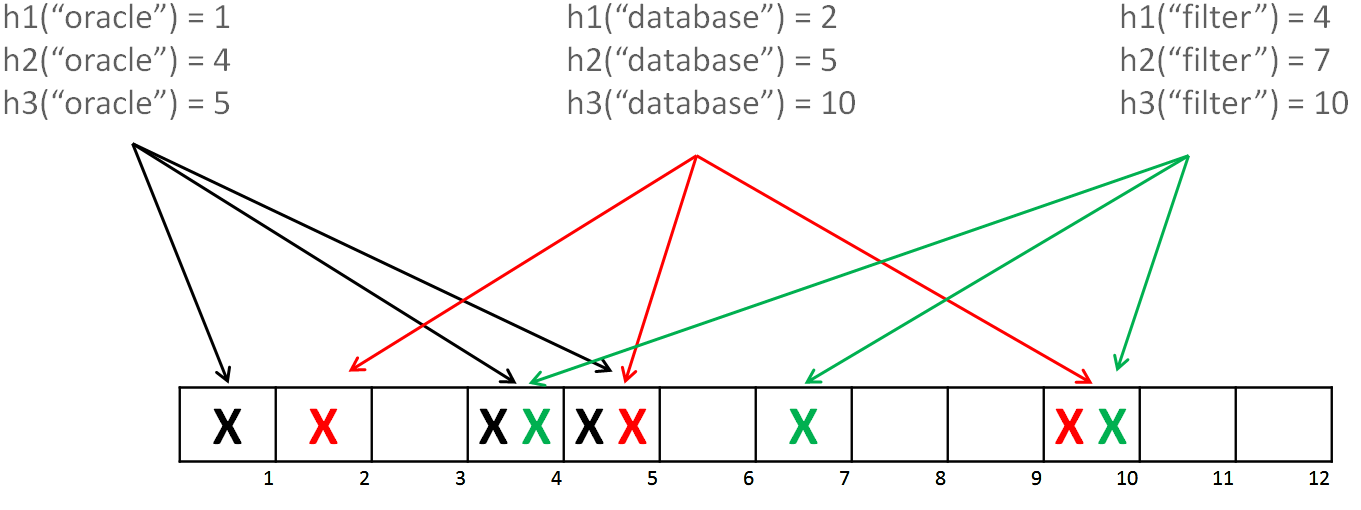 h1(“oracle”) = 1
h2(“oracle”) = 4
h3(“oracle”) = 5
h1(“database”) = 2
h2(“database”) = 5
h3(“database”) = 10
h1(“filter”) = 4
h2(“filter”) = 7
h3(“filter”) = 10
X X X X X X X X X
1 2 3 4 5 6 7 8 9 10 11 12